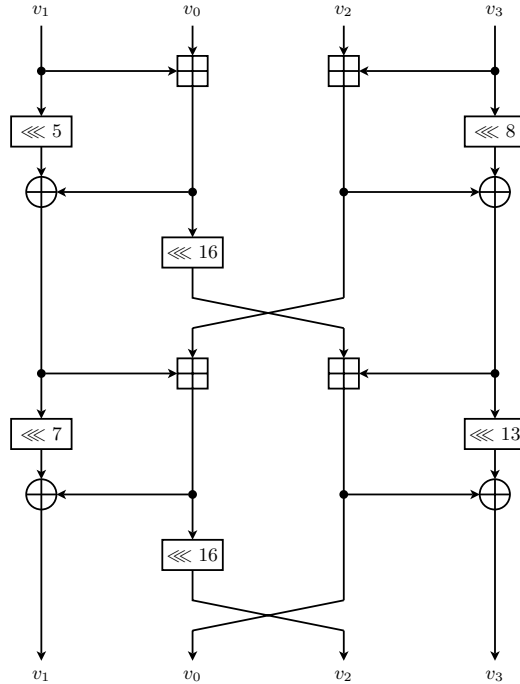 v₁ v₀ v₂ v₃
⋘ 5 ⋘ 8
⋘ 16
⋘ 7 ⋘ 13
⋘ 16
v₁ v₀ v₂ v₃